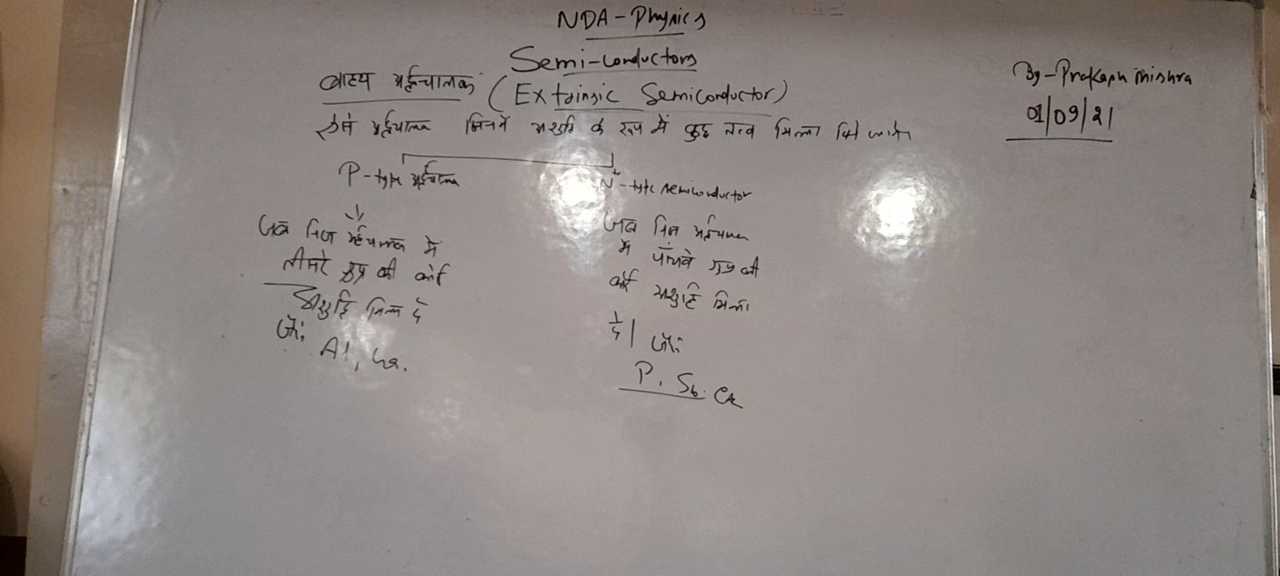 NDA - Physics
Semi-conductors
By - Prakash Mishra
01/09/21
बाह्य अर्द्धचालक (Extrinsic Semiconductor)
ऐसे अर्द्धचालक जिनमें अशुद्धि के रूप में कुछ तत्व मिला दिये जाते
P-type अर्द्धचालक
N-type semiconductor
जब निज अर्द्धचालक में
तीसरे ग्रुप की कोई
अशुद्धि मिला दे
जैसे:
Al, Ga.
जब निज अर्द्धचालक
में पाँचवे ग्रुप की
कोई अशुद्धि मिला
दे | जैसे:
P. Sb.